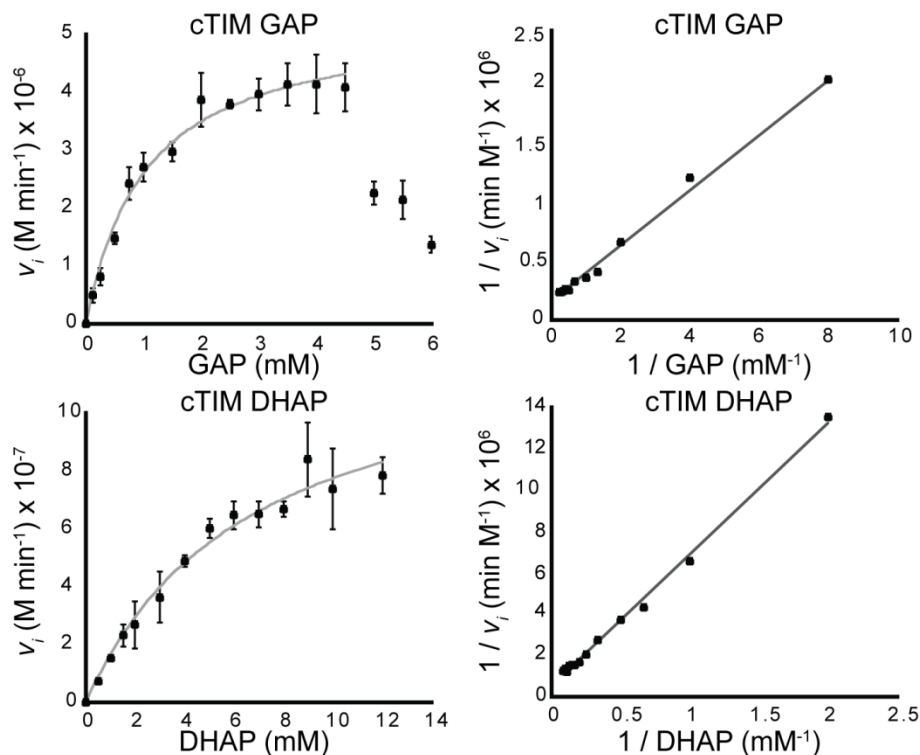 cTIM GAP
5
4
3
2
1
0
v_i (M min⁻¹) x 10⁻⁶
0 1 2 3 4 5 6
GAP (mM)
cTIM GAP
2.5
2
1.5
1
0.5
0
1 / v_i (min M⁻¹) x 10⁶
0 2 4 6 8 10
1 / GAP (mM⁻¹)
cTIM DHAP
10
8
6
4
2
0
v_i (M min⁻¹) x 10⁻⁷
0 2 4 6 8 10 12 14
DHAP (mM)
cTIM DHAP
14
12
10
8
6
4
2
0
1 / v_i (min M⁻¹) x 10⁶
0 0.5 1 1.5 2 2.5
1 / DHAP (mM⁻¹)